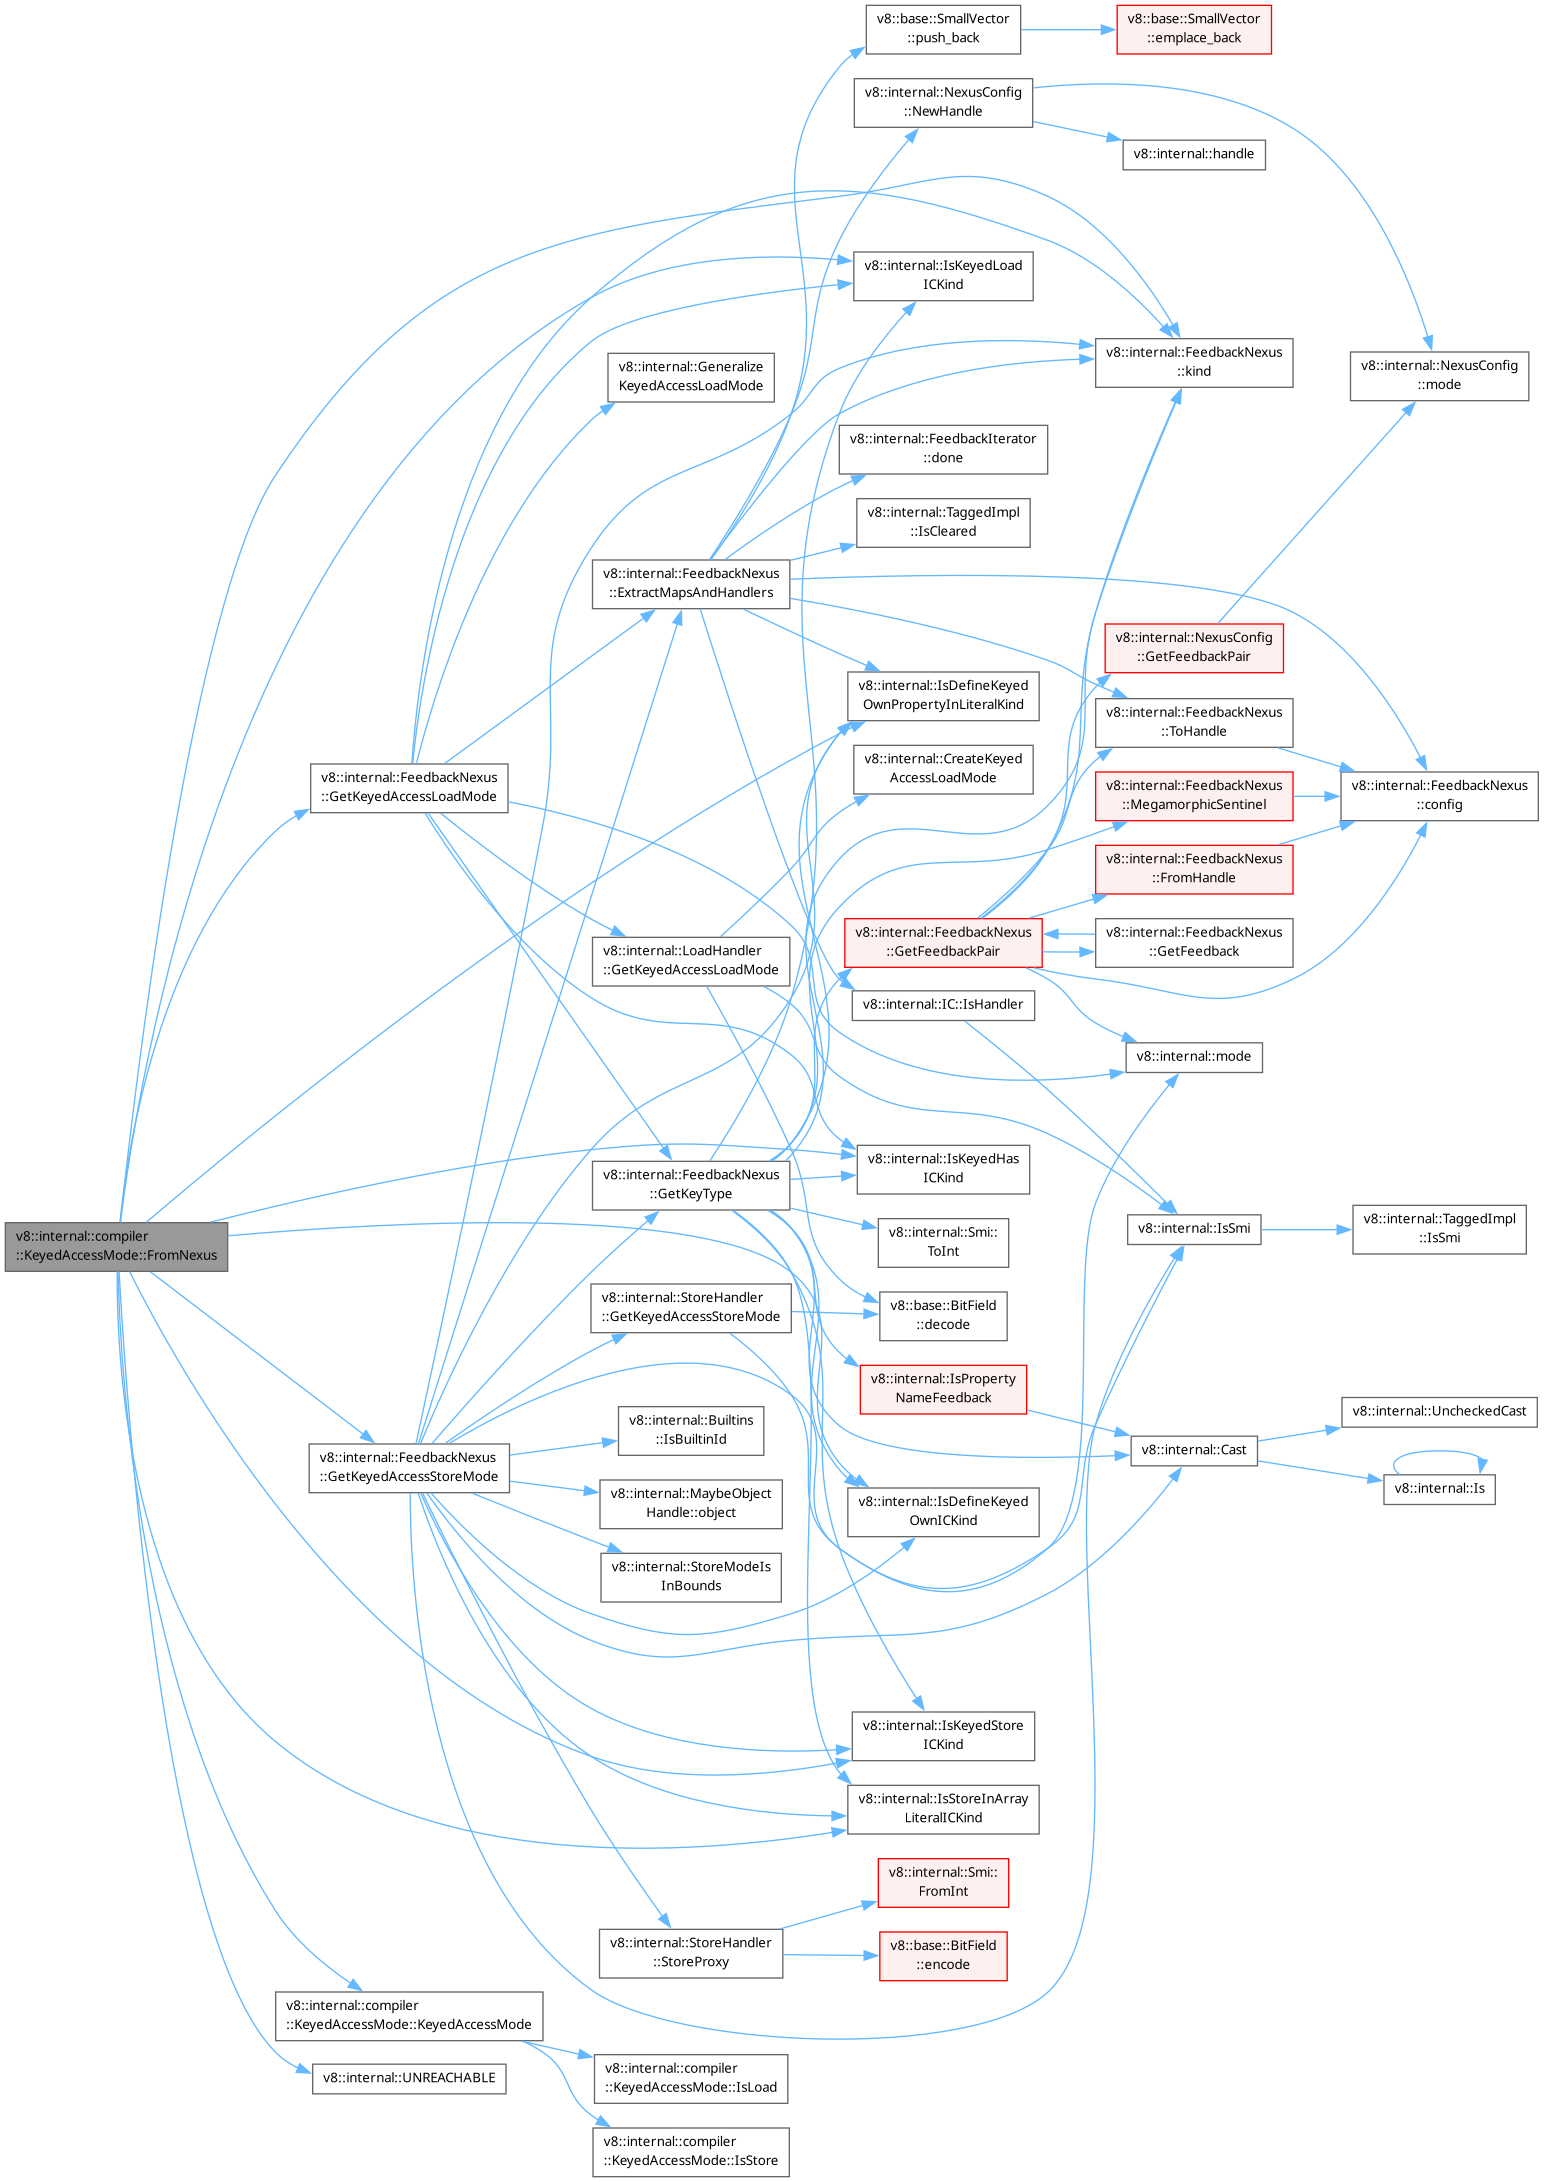 v8::base::SmallVector
::push_back
v8::base::SmallVector
::emplace_back
v8::internal::NexusConfig
::NewHandle
v8::internal::handle
v8::internal::IsKeyedLoad
ICKind
v8::internal::Generalize
KeyedAccessLoadMode
v8::internal::FeedbackNexus
::kind
v8::internal::NexusConfig
::mode
v8::internal::FeedbackIterator
::done
v8::internal::TaggedImpl
::IsCleared
v8::internal::FeedbackNexus
::ExtractMapsAndHandlers
v8::internal::NexusConfig
::GetFeedbackPair
v8::internal::IsDefineKeyed
OwnPropertyInLiteralKind
v8::internal::FeedbackNexus
::ToHandle
v8::internal::FeedbackNexus
::GetKeyedAccessLoadMode
v8::internal::CreateKeyed
AccessLoadMode
v8::internal::FeedbackNexus
::MegamorphicSentinel
v8::internal::FeedbackNexus
::config
v8::internal::FeedbackNexus
::FromHandle
v8::internal::LoadHandler
::GetKeyedAccessLoadMode
v8::internal::FeedbackNexus
::GetFeedbackPair
v8::internal::FeedbackNexus
::GetFeedback
v8::internal::IC::IsHandler
v8::internal::mode
v8::internal::FeedbackNexus
::GetKeyType
v8::internal::IsKeyedHas
ICKind
v8::internal::compiler
::KeyedAccessMode::FromNexus
v8::internal::Smi::
ToInt
v8::internal::IsSmi
v8::internal::TaggedImpl
::IsSmi
v8::internal::StoreHandler
::GetKeyedAccessStoreMode
v8::base::BitField
::decode
v8::internal::IsProperty
NameFeedback
v8::internal::UncheckedCast
v8::internal::Builtins
::IsBuiltinId
v8::internal::Cast
v8::internal::FeedbackNexus
::GetKeyedAccessStoreMode
v8::internal::MaybeObject
Handle::object
v8::internal::IsDefineKeyed
OwnICKind
v8::internal::Is
v8::internal::StoreModeIs
InBounds
v8::internal::IsKeyedStore
ICKind
v8::internal::IsStoreInArray
LiteralICKind
v8::internal::Smi::
FromInt
v8::internal::StoreHandler
::StoreProxy
v8::base::BitField
::encode
v8::internal::compiler
::KeyedAccessMode::KeyedAccessMode
v8::internal::UNREACHABLE
v8::internal::compiler
::KeyedAccessMode::IsLoad
v8::internal::compiler
::KeyedAccessMode::IsStore